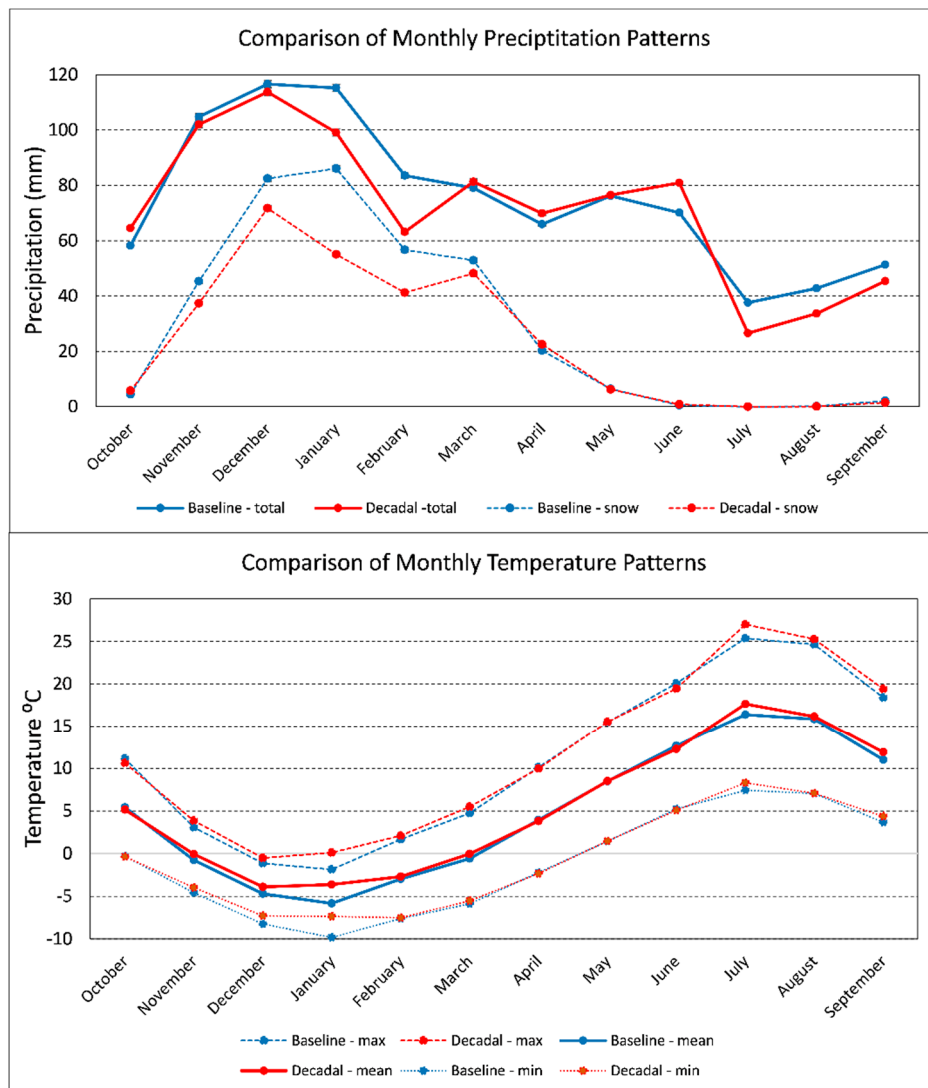 Comparison of Monthly Preciptitation Patterns
Precipitation (mm)
120
100
80
60
40
20
0
October
November
December
January
February
March
April
May
June
July
August
September
Baseline - total
Decadal -total
Baseline - snow
Decadal - snow
Comparison of Monthly Temperature Patterns
Temperature ⁰C
30
25
20
15
10
5
0
-5
-10
October
November
December
January
February
March
April
May
June
July
August
September
Baseline - max
Decadal - max
Baseline - mean
Decadal - mean
Baseline - min
Decadal - min